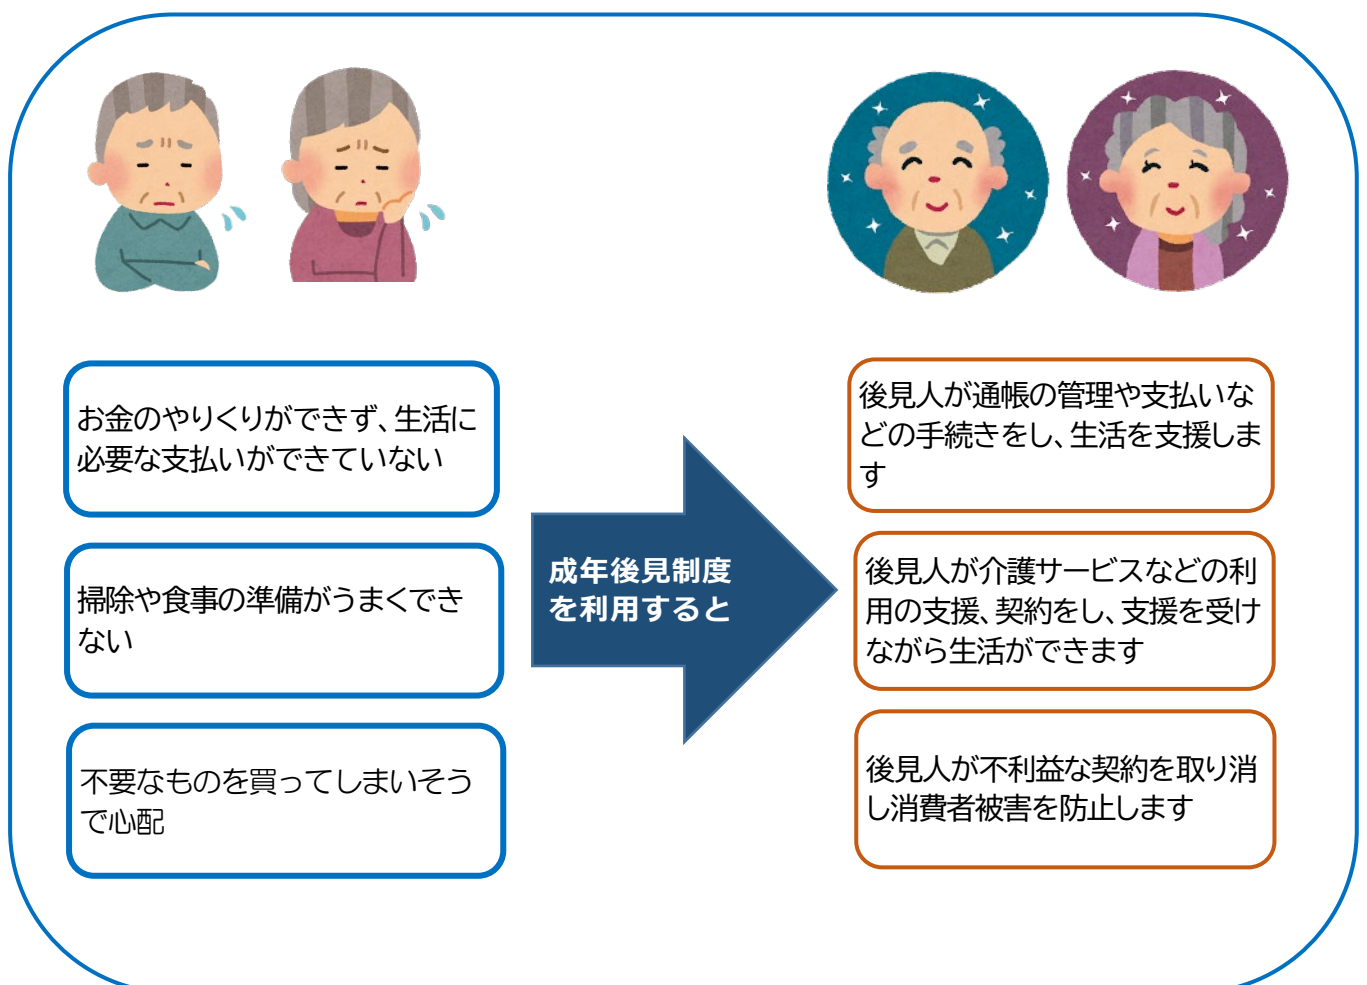 お金のやりくりができず、生活に
必要な支払いができていない
掃除や食事の準備がうまくでき
ない
不要なものを買ってしまいそう
で心配
成年後見制度
を利用すると
後見人が通帳の管理や支払いな
どの手続きをし、生活を支援しま
す
後見人が介護サービスなどの利
用の支援、契約をし、支援を受け
ながら生活ができます
後見人が不利益な契約を取り消
し消費者被害を防止します